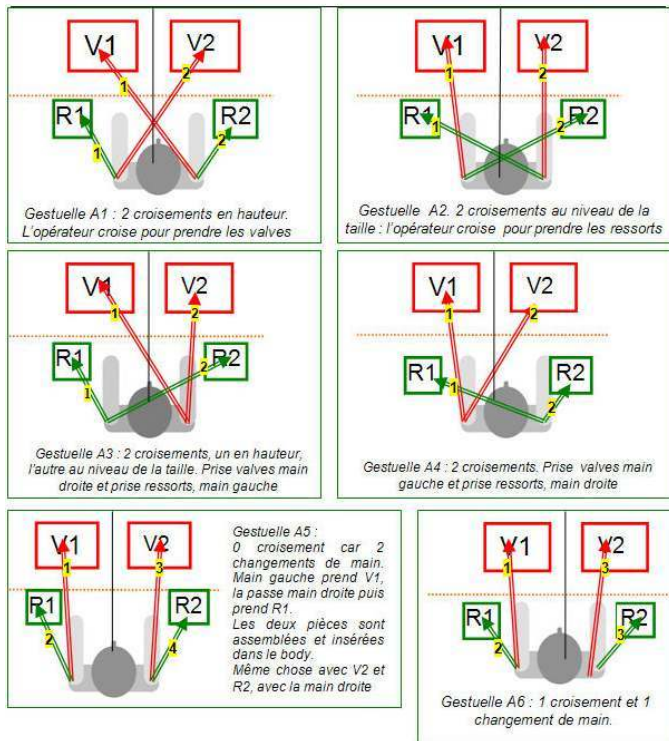 V1 V2
1 2
R1 R2
1 2
Gestuelle A1 : 2 croisements en hauteur.
L'opérateur croise pour prendre les valves
V1 V2
1 2
R1 R2
1 2
Gestuelle A2. 2 croisements au niveau de la
taille : l'opérateur croise pour prendre les ressorts
V1 V2
1 2
R1 R2
1 2
Gestuelle A3 : 2 croisements, un en hauteur,
l'autre au niveau de la taille. Prise valves main
droite et prise ressorts, main gauche
V1 V2
1 2
R1 R2
1 2
Gestuelle A4 : 2 croisements. Prise valves main
gauche et prise ressorts, main droite
V1 V2
1 3
R1 R2
2 4
Gestuelle A5 :
0 croisement car 2
changements de main.
Main gauche prend V1,
la passe main droite puis
prend R1.
Les deux pièces sont
assemblées et insérées
dans le body.
Même chose avec V2 et
R2, avec la main droite
V1 V2
1 3
R1 R2
2 3
Gestuelle A6 : 1 croisement et 1
changement de main.